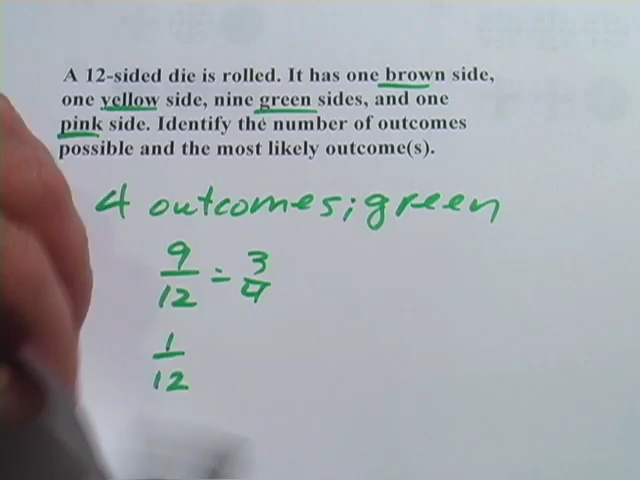 A 12-sided die is rolled. It has one brown side,
one yellow side, nine green sides, and one
pink side. Identify the number of outcomes
possible and the most likely outcome(s).
4 outcomes; green
9/12 = 3/4
1/12